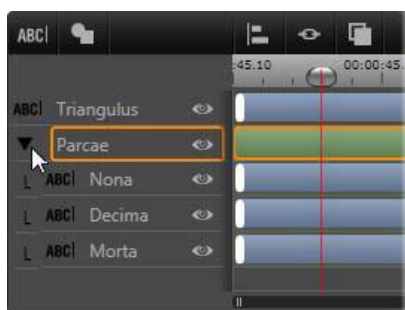 ABC
:45.10 00:00:45
ABC Triangulus
Parcae
ABC Nona
ABC Decima
ABC Morta